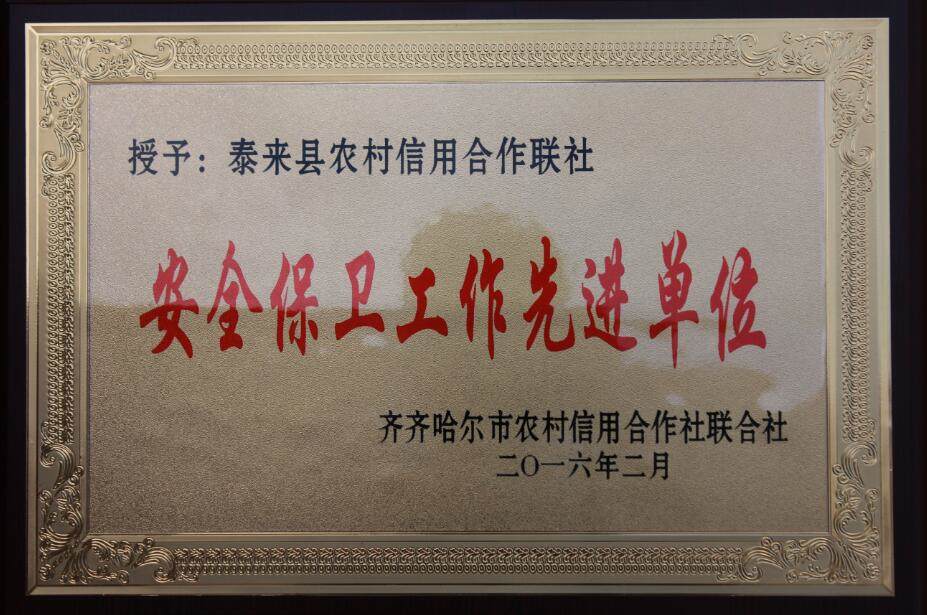 授予：泰来县农村信用合作联社
安全保卫工作先进单位
齐齐哈尔市农村信用合作社联合社
二〇一六年二月